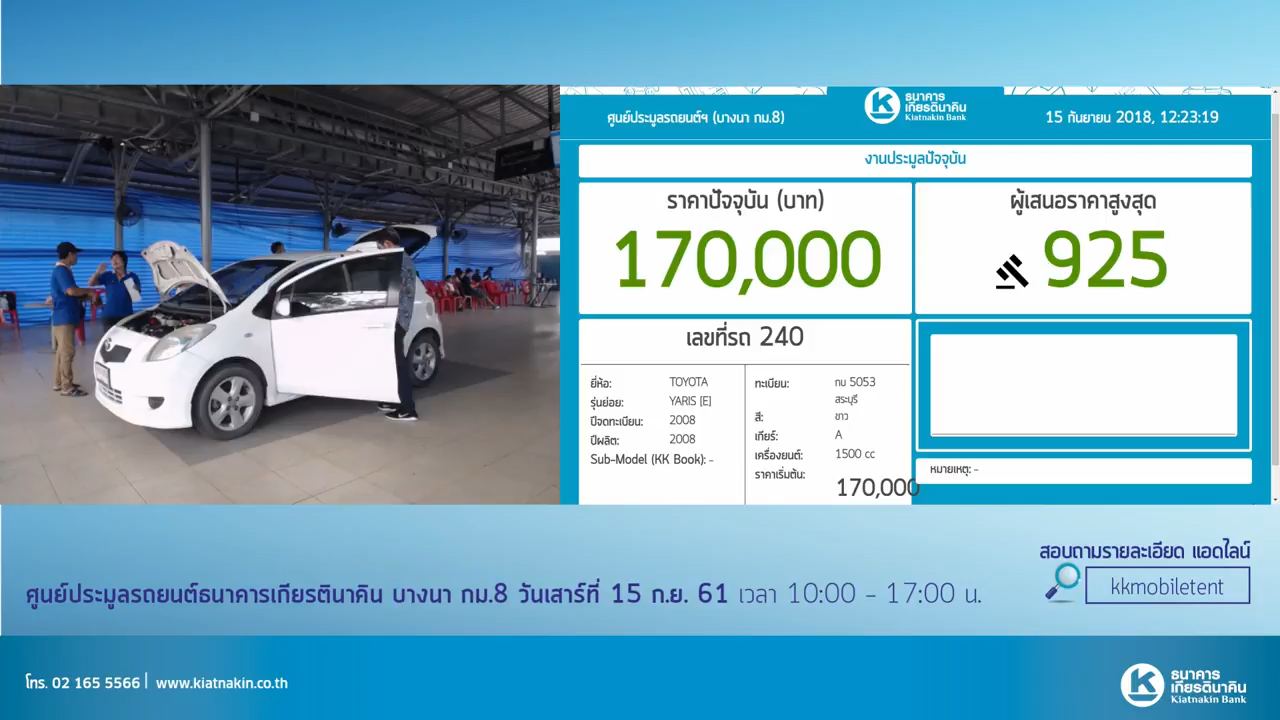 ศูนย์ประมูลรถยนต์ฯ (บางนา กม.8)
ธนาคาร
เกียรตินาคิน
Kiatnakin Bank
15 กันยายน 2018, 12:23:19
งานประมูลปัจจุบัน
ราคาปัจจุบัน (บาท)
170,000
ผู้เสนอราคาสูงสุด
925
เลขที่รถ 240
ยี่ห้อ: TOYOTA
รุ่นย่อย: YARIS [E]
ปีจดทะเบียน: 2008
ปีผลิต: 2008
Sub-Model (KK Book): -
ทะเบียน: กบ 5053
สระบุรี
สี: ขาว
เกียร์: A
เครื่องยนต์: 1500 cc
ราคาเริ่มต้น: 170,000
หมายเหตุ: -
สอบถามรายละเอียด แอดไลน์
kkmobiletent
ศูนย์ประมูลรถยนต์ธนาคารเกียรตินาคิน บางนา กม.8 วันเสาร์ที่ 15 ก.ย. 61 เวลา 10:00 - 17:00 น.
โทร. 02 165 5566 | www.kiatnakin.co.th
ธนาคาร
เกียรตินาคิน
Kiatnakin Bank